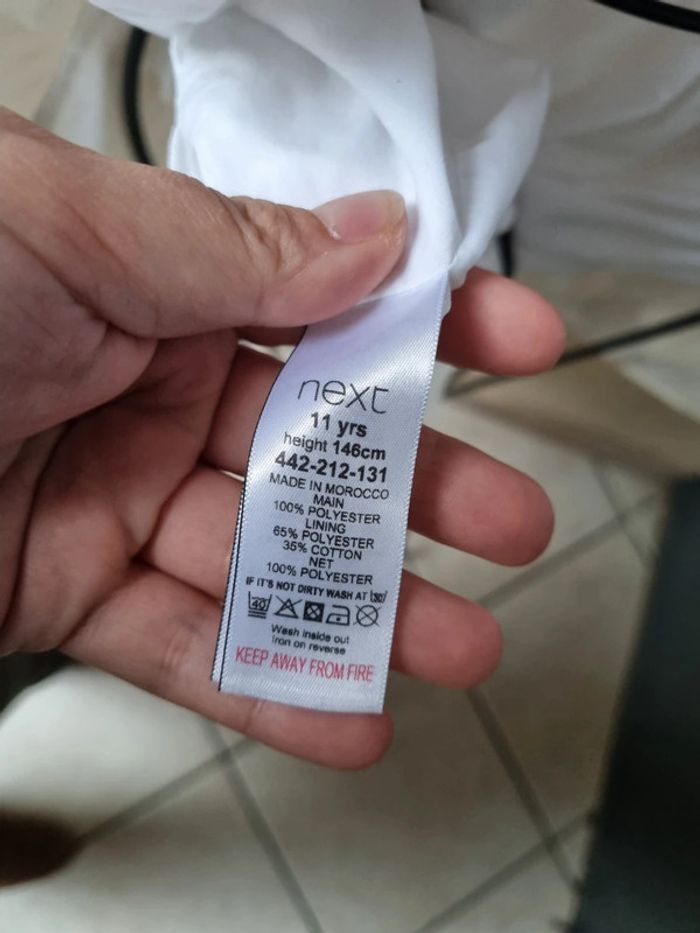 next
11 yrs
height 146cm
442-212-131
MADE IN MOROCCO
MAIN
100% POLYESTER
LINING
65% POLYESTER
35% COTTON
NET
100% POLYESTER
IF IT'S NOT DIRTY WASH AT 30
40
Wash inside out
Iron on reverse
KEEP AWAY FROM FIRE